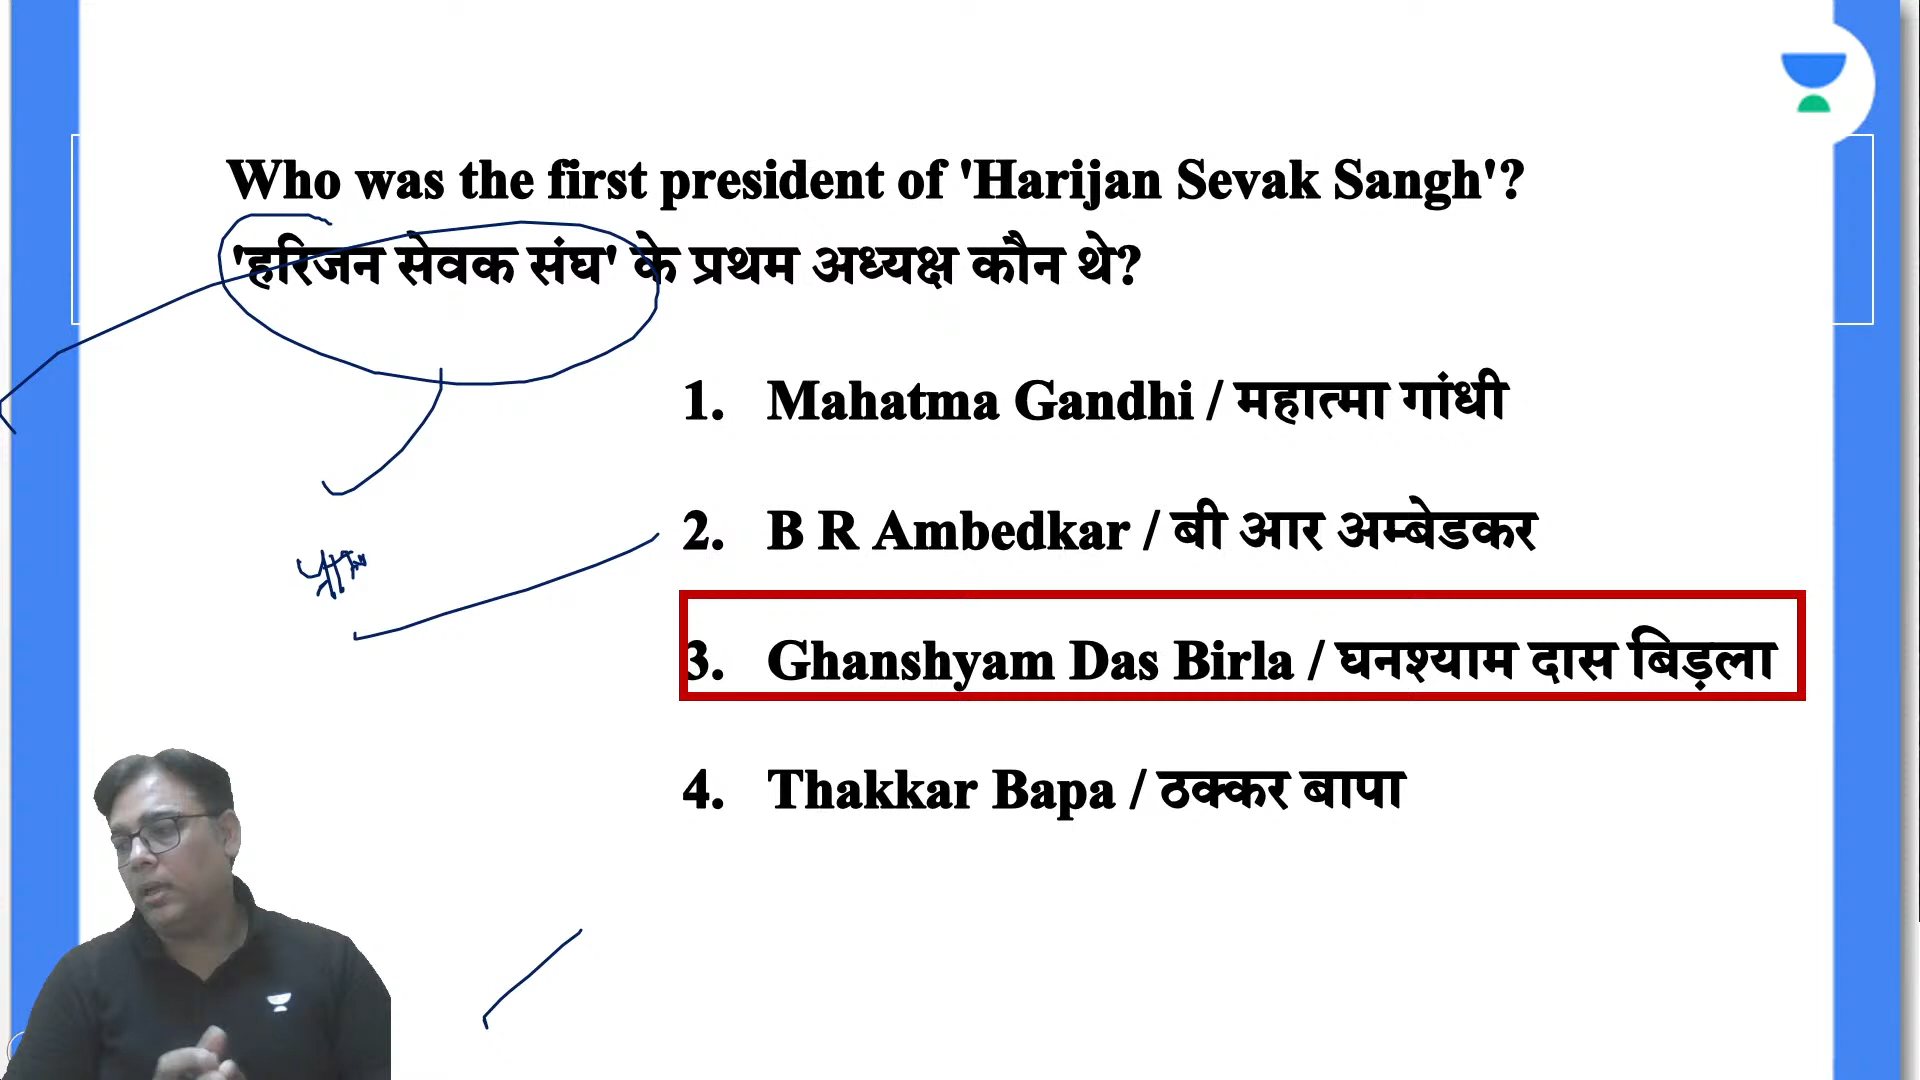 Who was the first president of 'Harijan Sevak Sangh'?
'हरिजन सेवक संघ' के प्रथम अध्यक्ष कौन थे?
1. Mahatma Gandhi / महात्मा गांधी
2. B R Ambedkar / बी आर अम्बेडकर
3. Ghanshyam Das Birla / घनश्याम दास बिड़ला
4. Thakkar Bapa / ठक्कर बापा